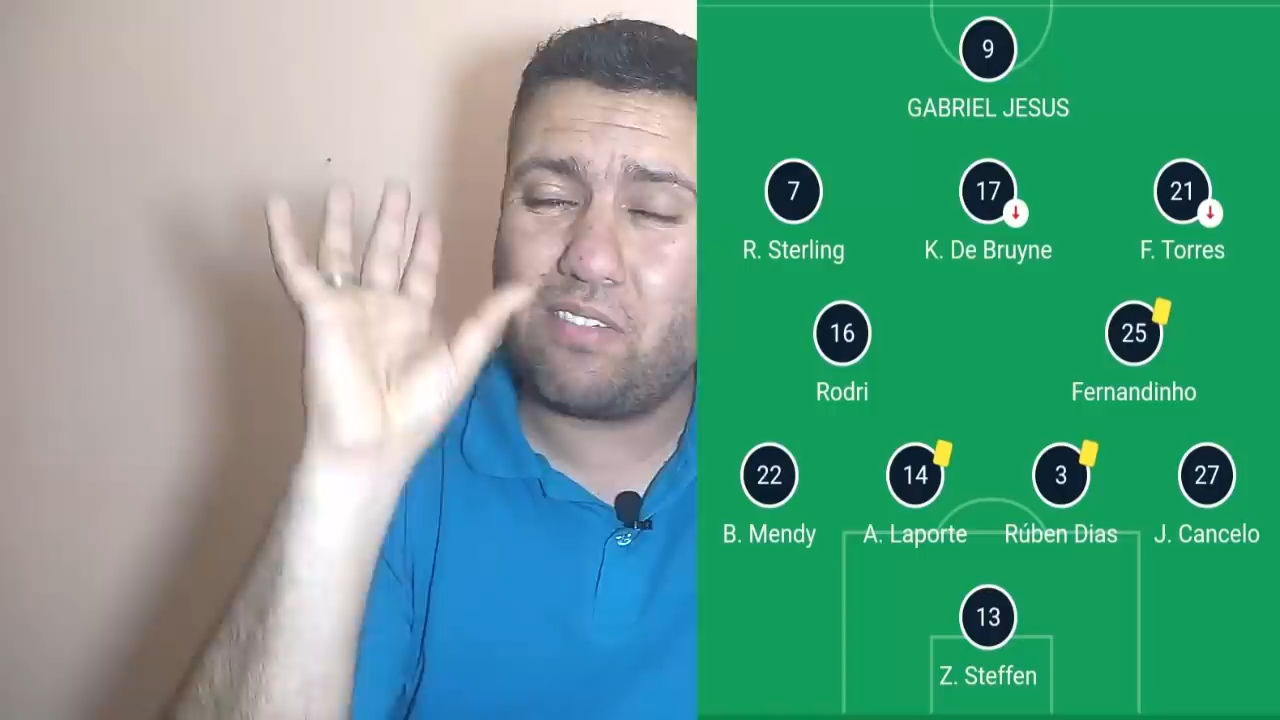 9
GABRIEL JESUS
7 17 21
R. Sterling K. De Bruyne F. Torres
16 25
Rodri Fernandinho
22 14 3 27
B. Mendy A. Laporte Rúben Dias J. Cancelo
13
Z. Steffen